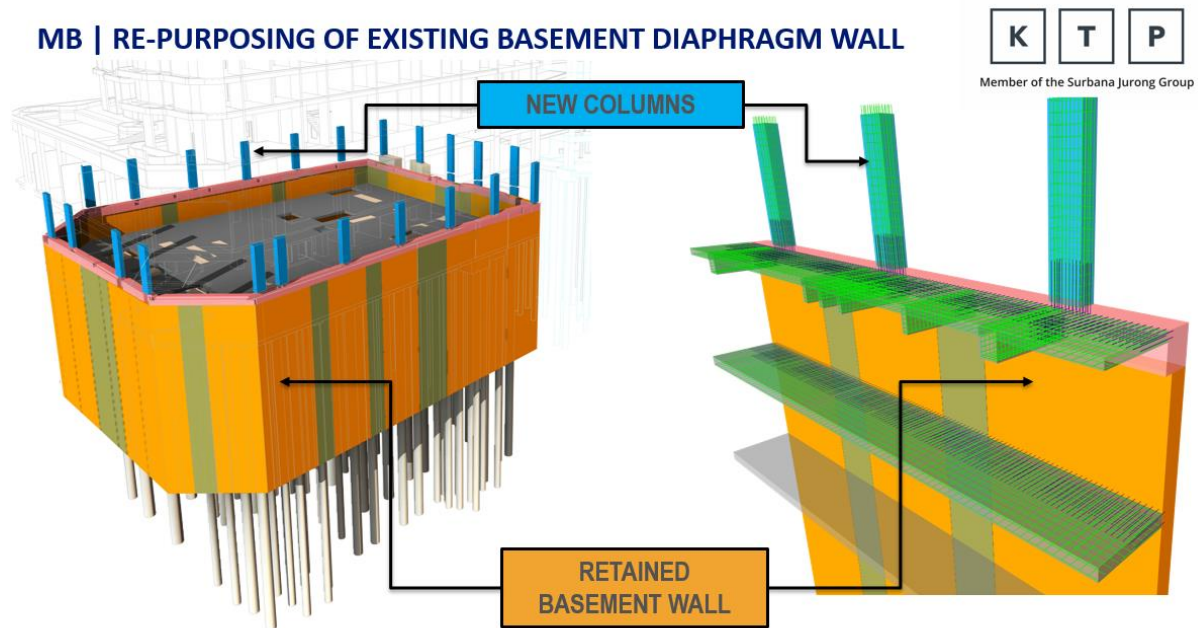 MB | RE-PURPOSING OF EXISTING BASEMENT DIAPHRAGM WALL
K T P
Member of the Surbana Jurong Group
NEW COLUMNS
RETAINED
BASEMENT WALL